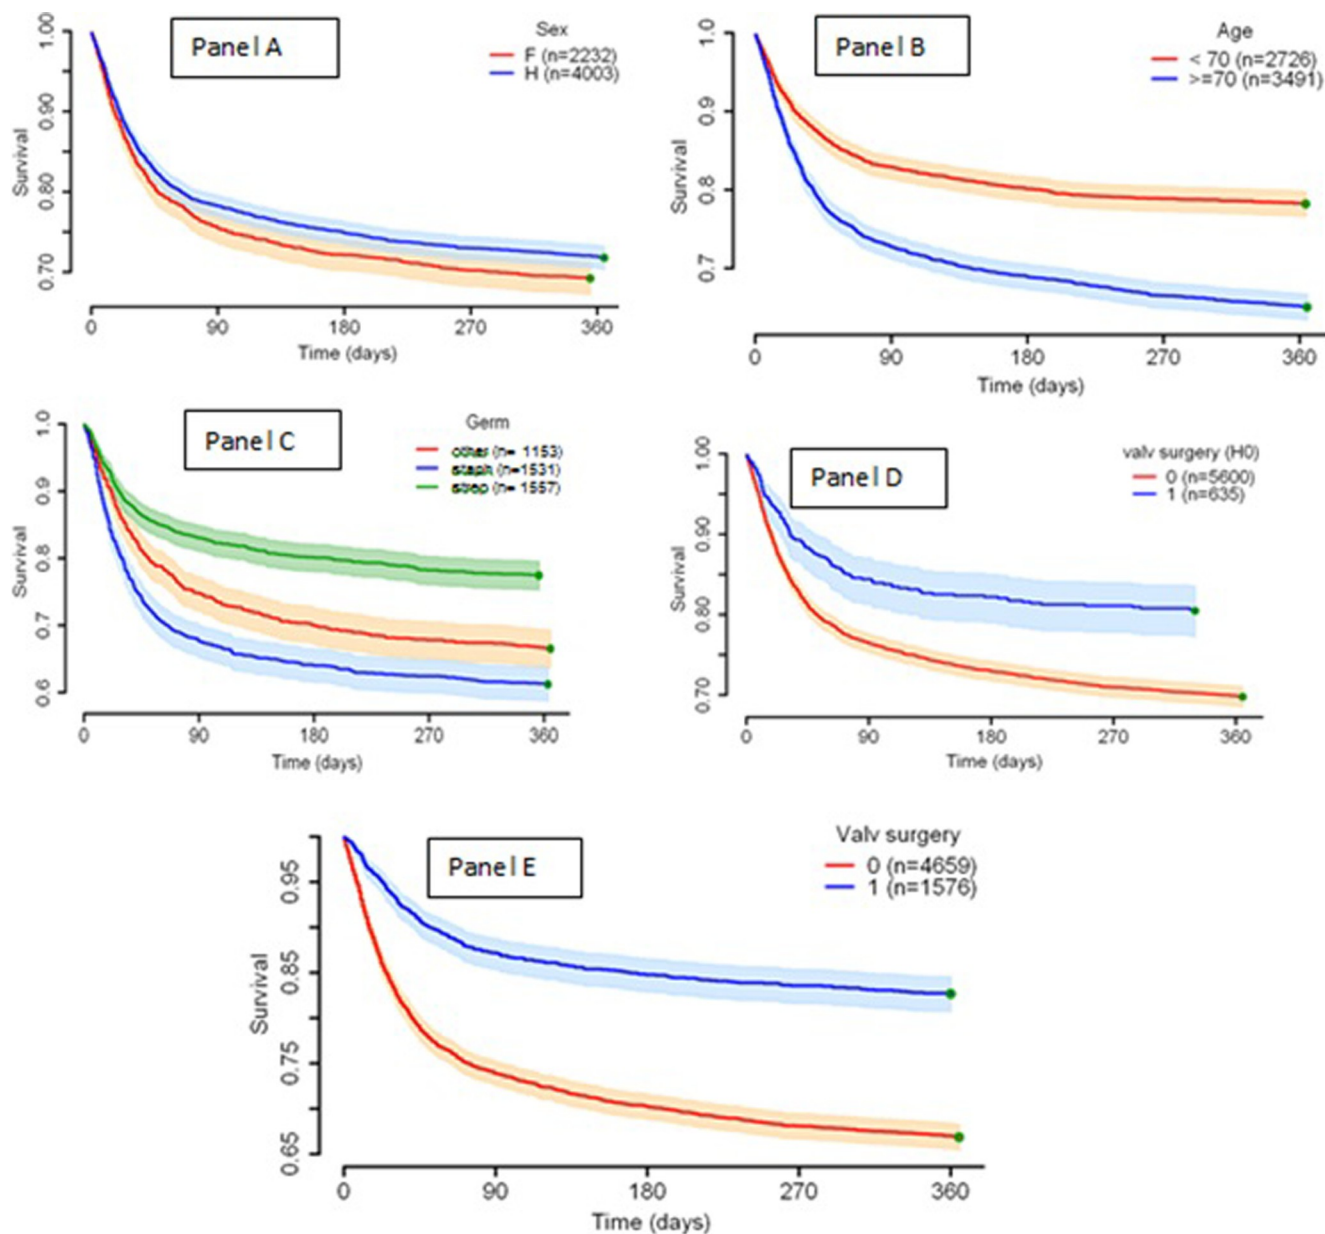 Panel A
Sex
F (n=2232)
H (n=4003)
1.00
0.90
0.80
0.70
Survival
0 90 180 270 360
Time (days)
Panel B
Age
< 70 (n=2726)
>=70 (n=3491)
1.0
0.9
0.8
0.7
Survival
0 90 180 270 360
Time (days)
Panel C
Germ
other (n= 1153)
staph (n=1531)
strep (n= 1557)
1.0
0.9
0.8
0.7
0.6
Survival
0 90 180 270 360
Time (days)
Panel D
valv surgery (H0)
0 (n=5600)
1 (n=635)
1.00
0.90
0.80
0.70
Survival
0 90 180 270 360
Time (days)
Panel E
Valv surgery
0 (n=4659)
1 (n=1576)
0.95
0.85
0.75
0.65
Survival
0 90 180 270 360
Time (days)